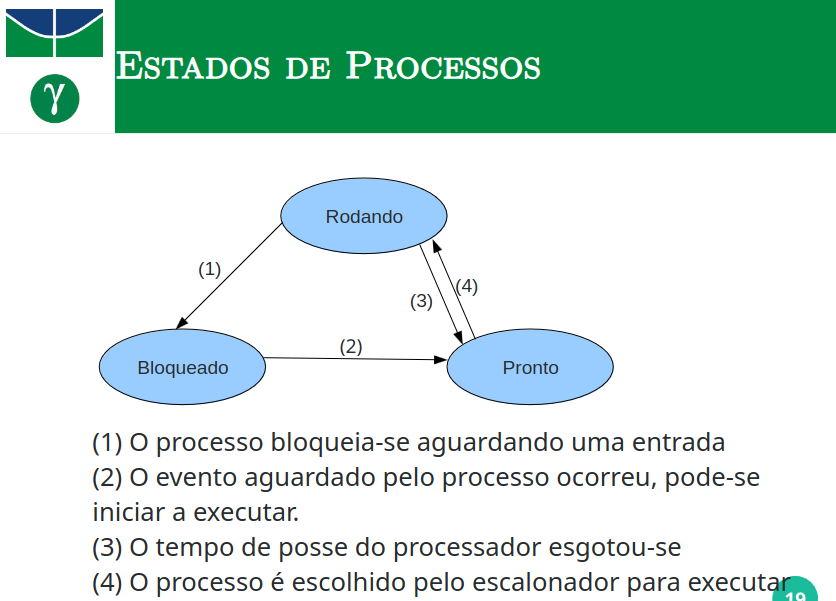 γ
ESTADOS DE PROCESSOS
Rodando
(1)
(4)
(3)
(2)
Bloqueado
Pronto
(1) O processo bloqueia-se aguardando uma entrada
(2) O evento aguardado pelo processo ocorreu, pode-se
iniciar a executar.
(3) O tempo de posse do processador esgotou-se
(4) O processo é escolhido pelo escalonador para executar
19